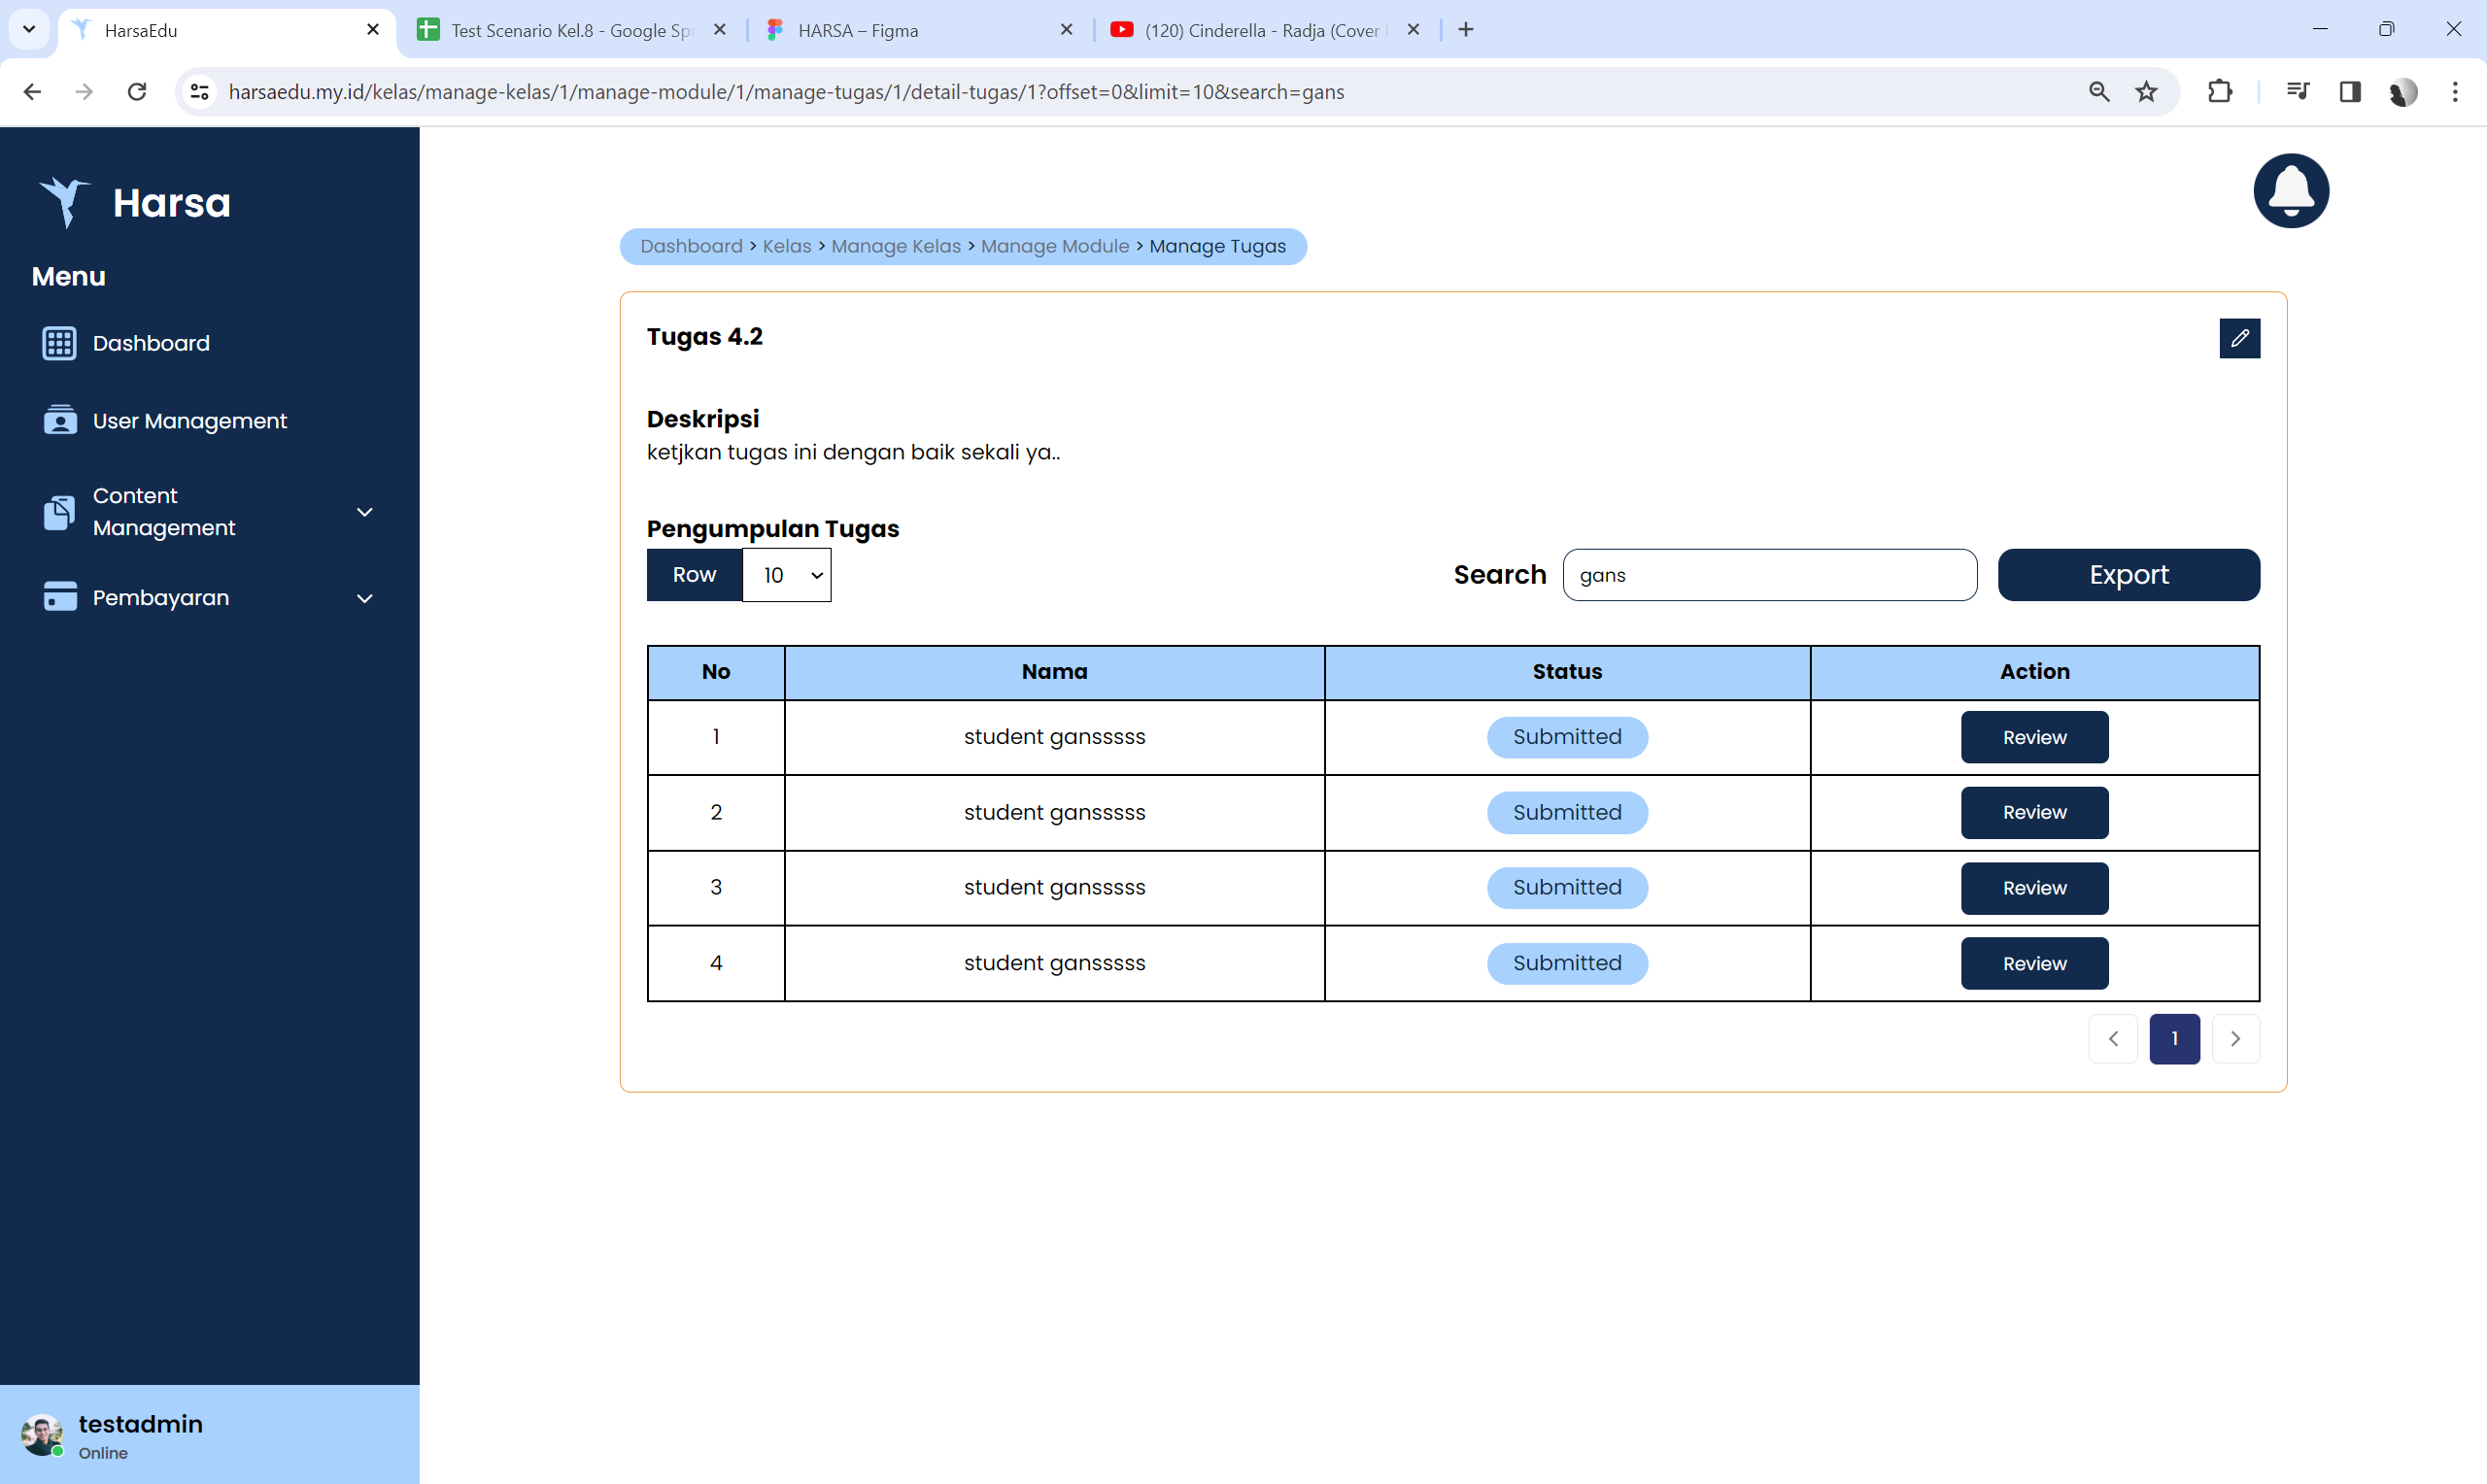 HarsaEdu
Test Scenario Kel.8 - Google Spr
HARSA – Figma
(120) Cinderella - Radja (Cover
harsaedu.my.id/kelas/manage-kelas/1/manage-module/1/manage-tugas/1/detail-tugas/1?offset=0&limit=10&search=gans
Harsa
Menu
Dashboard
User Management
Content
Management
Pembayaran
testadmin
Online
Dashboard > Kelas > Manage Kelas > Manage Module > Manage Tugas
Tugas 4.2
Deskripsi
ketjkan tugas ini dengan baik sekali ya..
Pengumpulan Tugas
Row 10 Search gans Export
No Nama Status Action
1 student gansssss Submitted Review
2 student gansssss Submitted Review
3 student gansssss Submitted Review
4 student gansssss Submitted Review
1